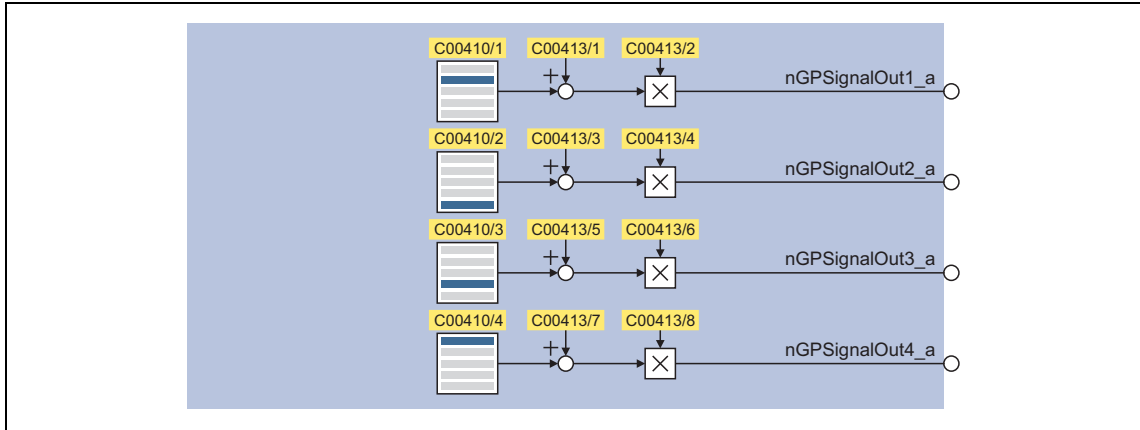 C00410/1 C00413/1 C00413/2
+
×
nGPSignalOut1_a
C00410/2 C00413/3 C00413/4
+
×
nGPSignalOut2_a
C00410/3 C00413/5 C00413/6
+
×
nGPSignalOut3_a
C00410/4 C00413/7 C00413/8
+
×
nGPSignalOut4_a